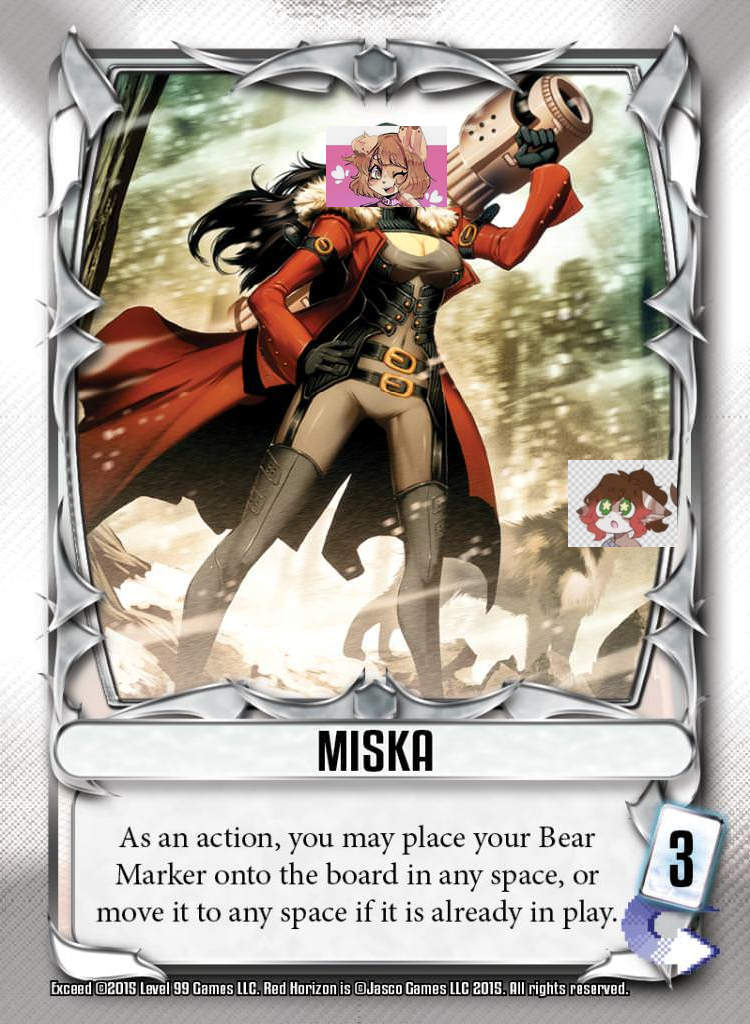 MISKA
As an action, you may place your Bear
Marker onto the board in any space, or
move it to any space if it is already in play.
3
Exceed ©2015 Level 99 Games LLC. Red Horizon is ©Jasco Games LLC 2015. All rights reserved.